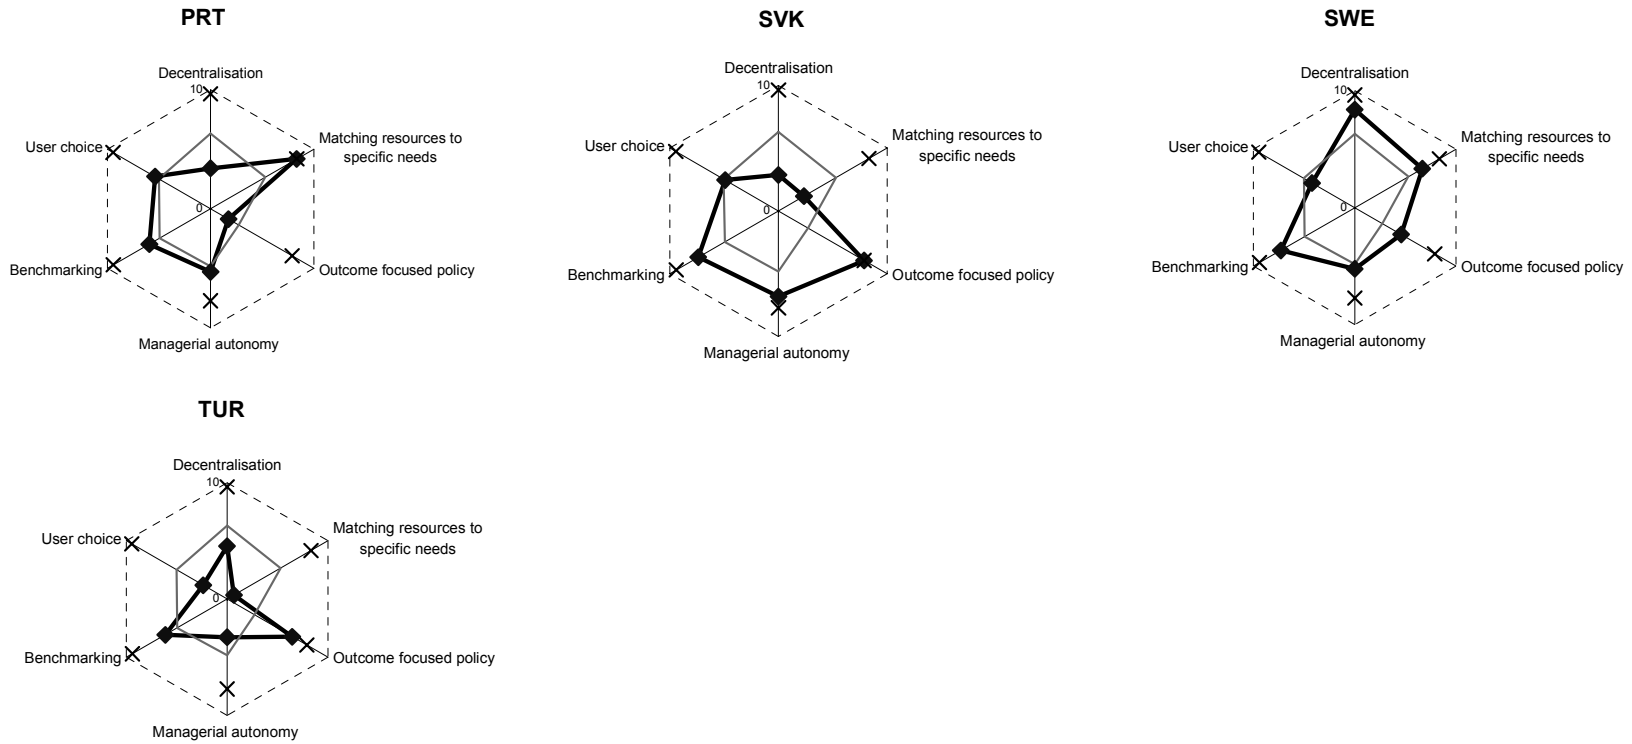 PRT
Decentralisation
10
User choice
Matching resources to
specific needs
0
Benchmarking
Outcome focused policy
Managerial autonomy
SVK
Decentralisation
10
User choice
Matching resources to
specific needs
0
Benchmarking
Outcome focused policy
Managerial autonomy
SWE
Decentralisation
10
User choice
Matching resources to
specific needs
0
Benchmarking
Outcome focused policy
Managerial autonomy
TUR
Decentralisation
10
User choice
Matching resources to
specific needs
0
Benchmarking
Outcome focused policy
Managerial autonomy